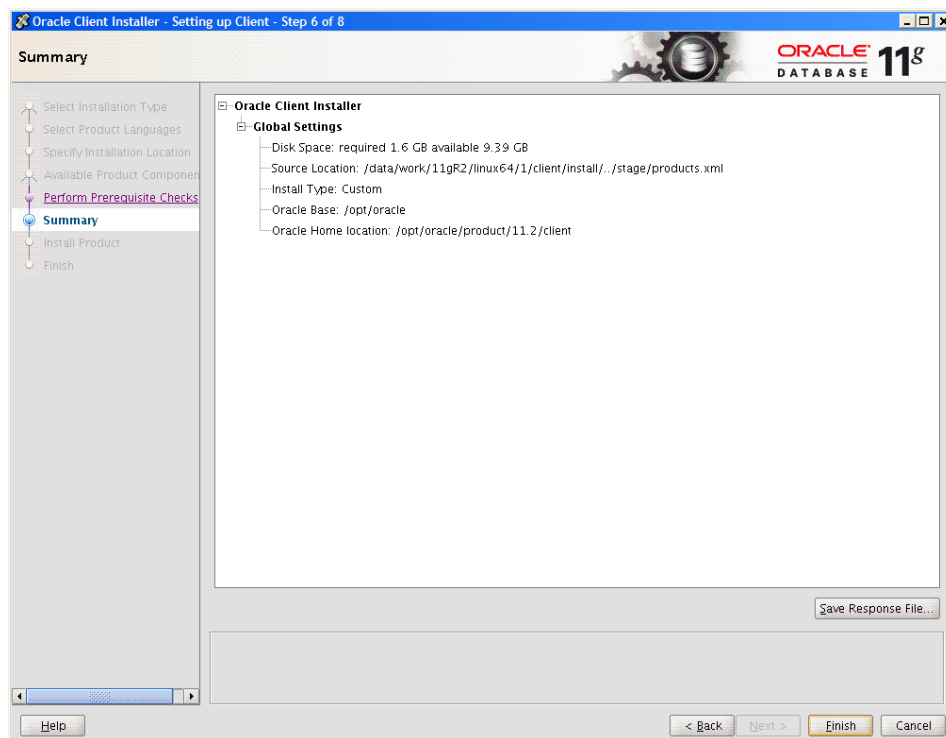 Oracle Client Installer - Setting up Client - Step 6 of 8
Summary
ORACLE
DATABASE
11g
Select Installation Type
Select Product Languages
Specify Installation Location
Available Product Componen
Perform Prerequisite Checks
Summary
Install Product
Finish
Oracle Client Installer
Global Settings
Disk Space: required 1.6 GB available 9.39 GB
Source Location: /data/work/11gR2/linux64/1/client/install/../stage/products.xml
Install Type: Custom
Oracle Base: /opt/oracle
Oracle Home location: /opt/oracle/product/11.2/client
Save Response File...
Help
< Back
Next >
Finish
Cancel